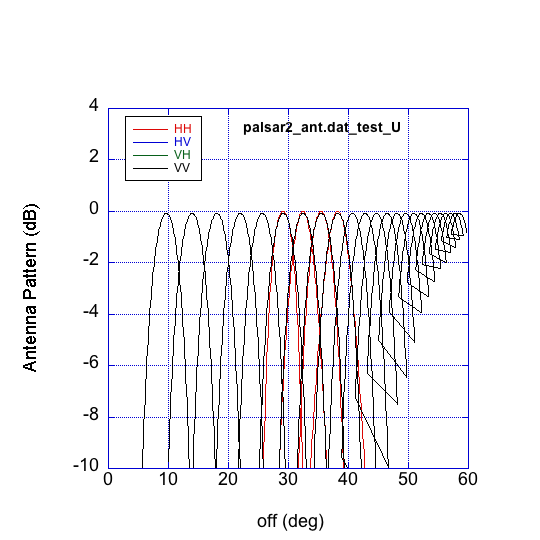 palsar2_ant.dat_test_U
HH
HV
VH
VV
4
2
0
-2
-4
-6
-8
-10
Antenna Pattern (dB)
0 10 20 30 40 50 60
off (deg)